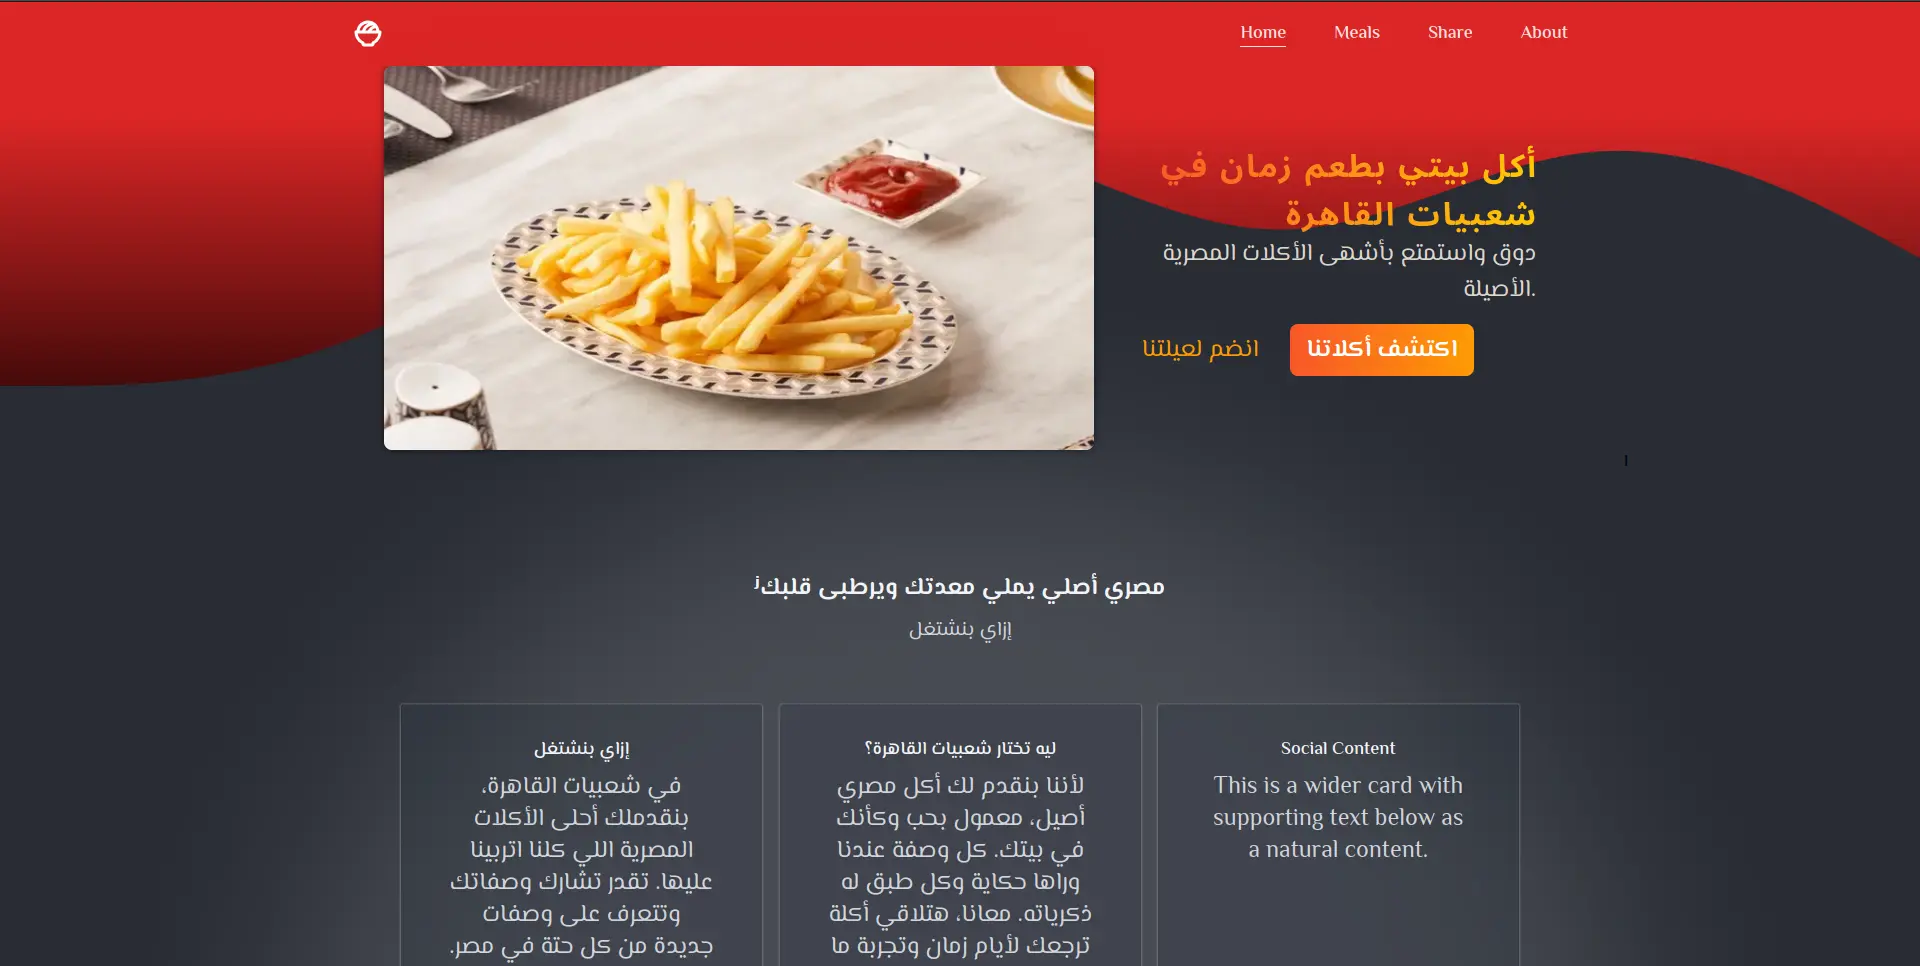 Home
Meals
Share
About
أكل بيتي بطعم زمان في
شعبيات القاهرة
دوق واستمتع بأشهى الأكلات المصرية
.الأصيلة
اكتشف أكلاتنا
انضم لعيلتنا
مصري أصلي يملي معدتك ويرطبى قلبكز
إزاي بنشتغل
إزاي بنشتغل
في شعبيات القاهرة،
بنقدملك أحلى الأكلات
المصرية اللي كلنا اتربينا
عليها. تقدر تشارك وصفاتك
وتتعرف على وصفات
جديدة من كل حتة في مصر.
ليه تختار شعبيات القاهرة؟
لأننا بنقدم لك أكل مصري
أصيل، معمول بحب وكأنك
في بيتك. كل وصفة عندنا
وراها حكاية وكل طبق له
ذكرياته. معانا، هتلاقي أكلة
ترجعك لأيام زمان وتجربة ما
Social Content
This is a wider card with
supporting text below as
a natural content.